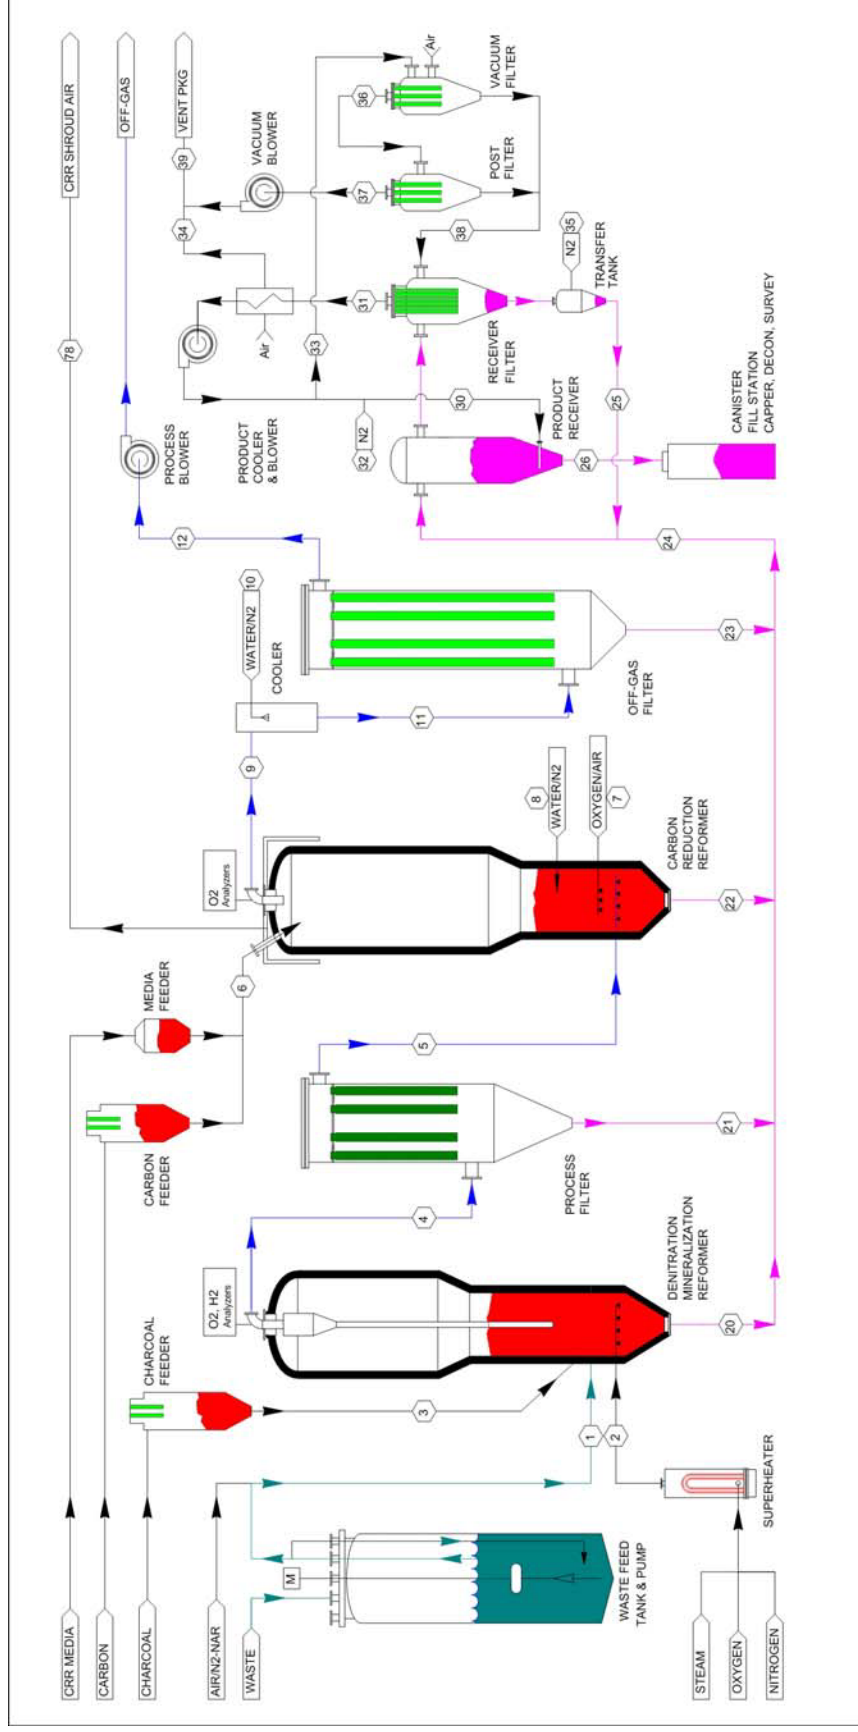 CRR MEDIA
CARBON
CHARCOAL
AIR/N2-NAR
WASTE
STEAM
OXYGEN
NITROGEN
CRR SHROUD AIR
OFF-GAS
VENT PKG
M
WASTE FEED
TANK & PUMP
SUPERHEATER
CHARCOAL
FEEDER
CARBON
FEEDER
MEDIA
FEEDER
O2, H2
Analyzers
DENITRATION
MINERALIZATION
REFORMER
PROCESS
FILTER
O2
Analyzers
WATER/N2
OXYGEN/AIR
CARBON
REDUCTION
REFORMER
WATER/N2
COOLER
OFF-GAS
FILTER
PROCESS
BLOWER
PRODUCT
COOLER
& BLOWER
Air
N2
PRODUCT
RECEIVER
RECEIVER
FILTER
CANISTER
FILL STATION
CAPPER, DECON, SURVEY
N2
TRANSFER
TANK
VACUUM
BLOWER
POST
FILTER
VACUUM
FILTER
Air
1
2
3
4
5
6
7
8
9
10
11
12
20
21
22
23
24
25
26
30
31
32
33
34
35
36
37
38
39
78